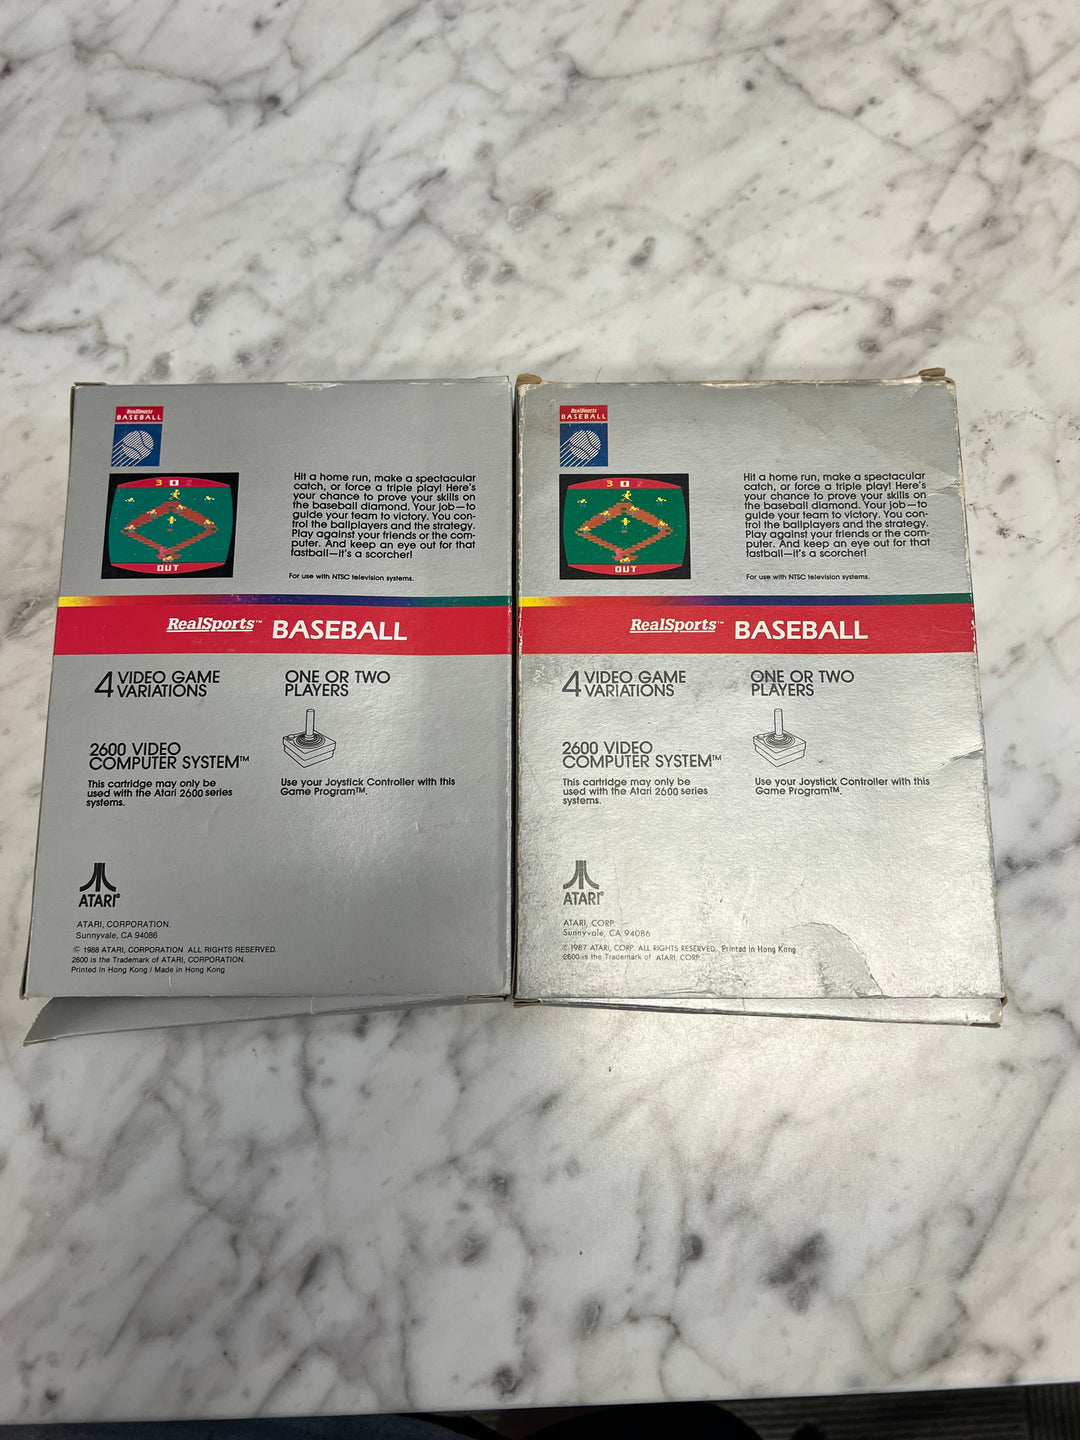 RealSports
BASEBALL
3 0 2
OUT
Hit a home run, make a spectacular
catch, or force a triple play! Here's
your chance to prove your skills on
the baseball diamond. Your job—to
guide your team to victory. You con-
trol the ballplayers and the strategy.
Play against your friends or the com-
puter. And keep an eye out for that
fastball—it's a scorcher!
For use with NTSC television systems.
RealSports™ BASEBALL
4 VIDEO GAME
VARIATIONS
ONE OR TWO
PLAYERS
2600 VIDEO
COMPUTER SYSTEM™
This cartridge may only be
used with the Atari 2600 series
systems.
Use your Joystick Controller with this
Game Program™.
ATARI®
ATARI, CORPORATION.
Sunnyvale, CA 94086
© 1988 ATARI, CORPORATION ALL RIGHTS RESERVED.
2600 is the Trademark of ATARI, CORPORATION.
Printed in Hong Kong / Made in Hong Kong
RealSports
BASEBALL
3 0 2
OUT
Hit a home run, make a spectacular
catch, or force a triple play! Here's
your chance to prove your skills on
the baseball diamond. Your job—to
guide your team to victory. You con-
trol the ballplayers and the strategy.
Play against your friends or the com-
puter. And keep an eye out for that
fastball—it's a scorcher!
For use with NTSC television systems.
RealSports™ BASEBALL
4 VIDEO GAME
VARIATIONS
ONE OR TWO
PLAYERS
2600 VIDEO
COMPUTER SYSTEM™
This cartridge may only be
used with the Atari 2600 series
systems.
Use your Joystick Controller with this
Game Program™.
ATARI®
ATARI, CORP.
Sunnyvale, CA 94086
© 1987 ATARI, CORP. ALL RIGHTS RESERVED. Printed in Hong Kong
2600 is the Trademark of ATARI, CORP.